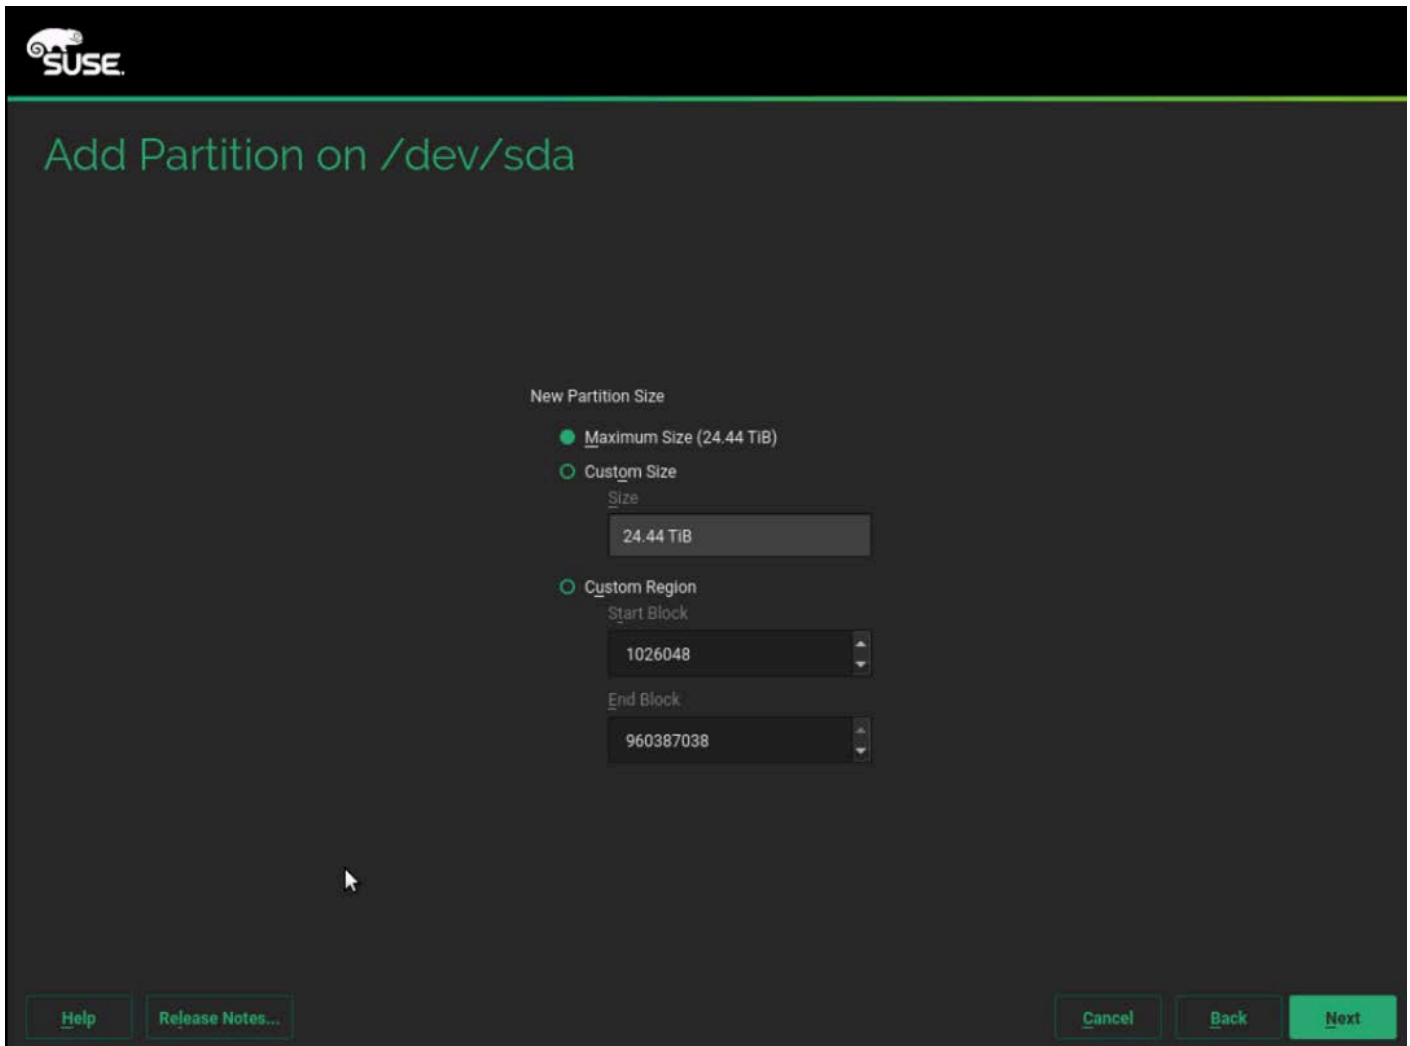 SUSE.
Add Partition on /dev/sda
New Partition Size
Maximum Size (24.44 TiB)
Custom Size
Size
24.44 TiB
Custom Region
Start Block
1026048
End Block
960387038
Help Release Notes... Cancel Back Next